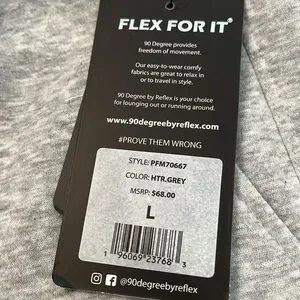 FLEX FOR IT®
90 Degree provides
freedom of movement.
Our easy-to-wear comfy
fabrics are great to relax in
or to travel in style.
90 Degree by Reflex is your choice
for lounging out or running around.
www.90degreebyreflex.com
#PROVE THEM WRONG
STYLE: PFM70667
COLOR: HTR.GREY
MSRP: $68.00
L
1 96069 23768 3
@90degreebyreflex